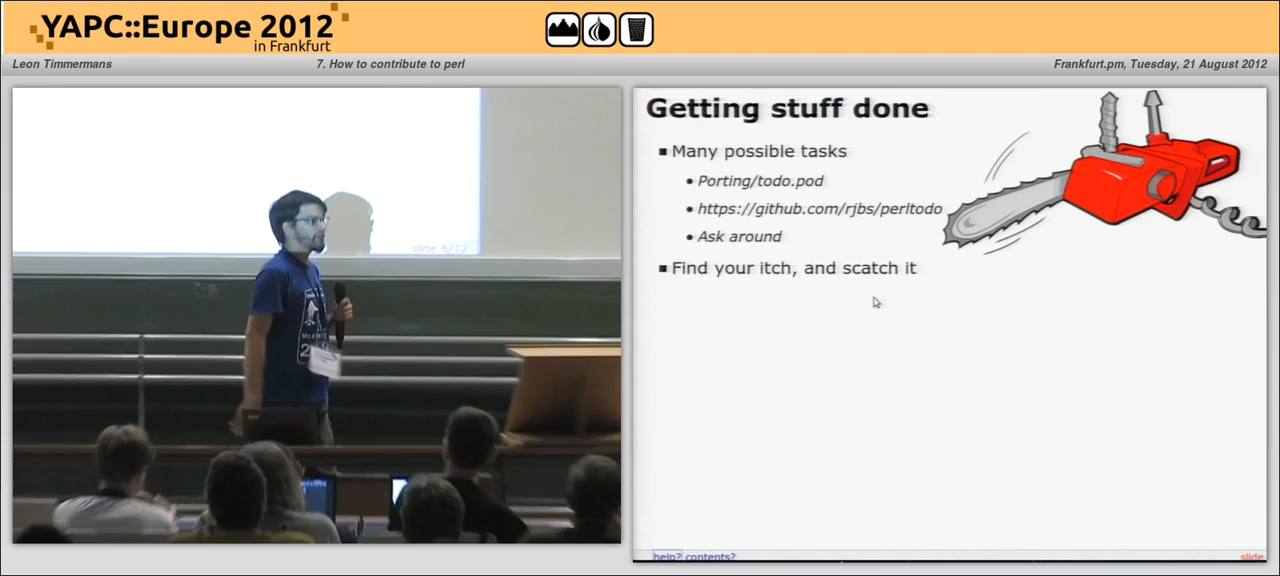 YAPC::Europe 2012
in Frankfurt
Leon Timmermans
7. How to contribute to perl
Frankfurt.pm, Tuesday, 21 August 2012
slide 6/12
Getting stuff done
Many possible tasks
Porting/todo.pod
https://github.com/rjbs/perltodo
Ask around
Find your itch, and scatch it
help? contents?
slide